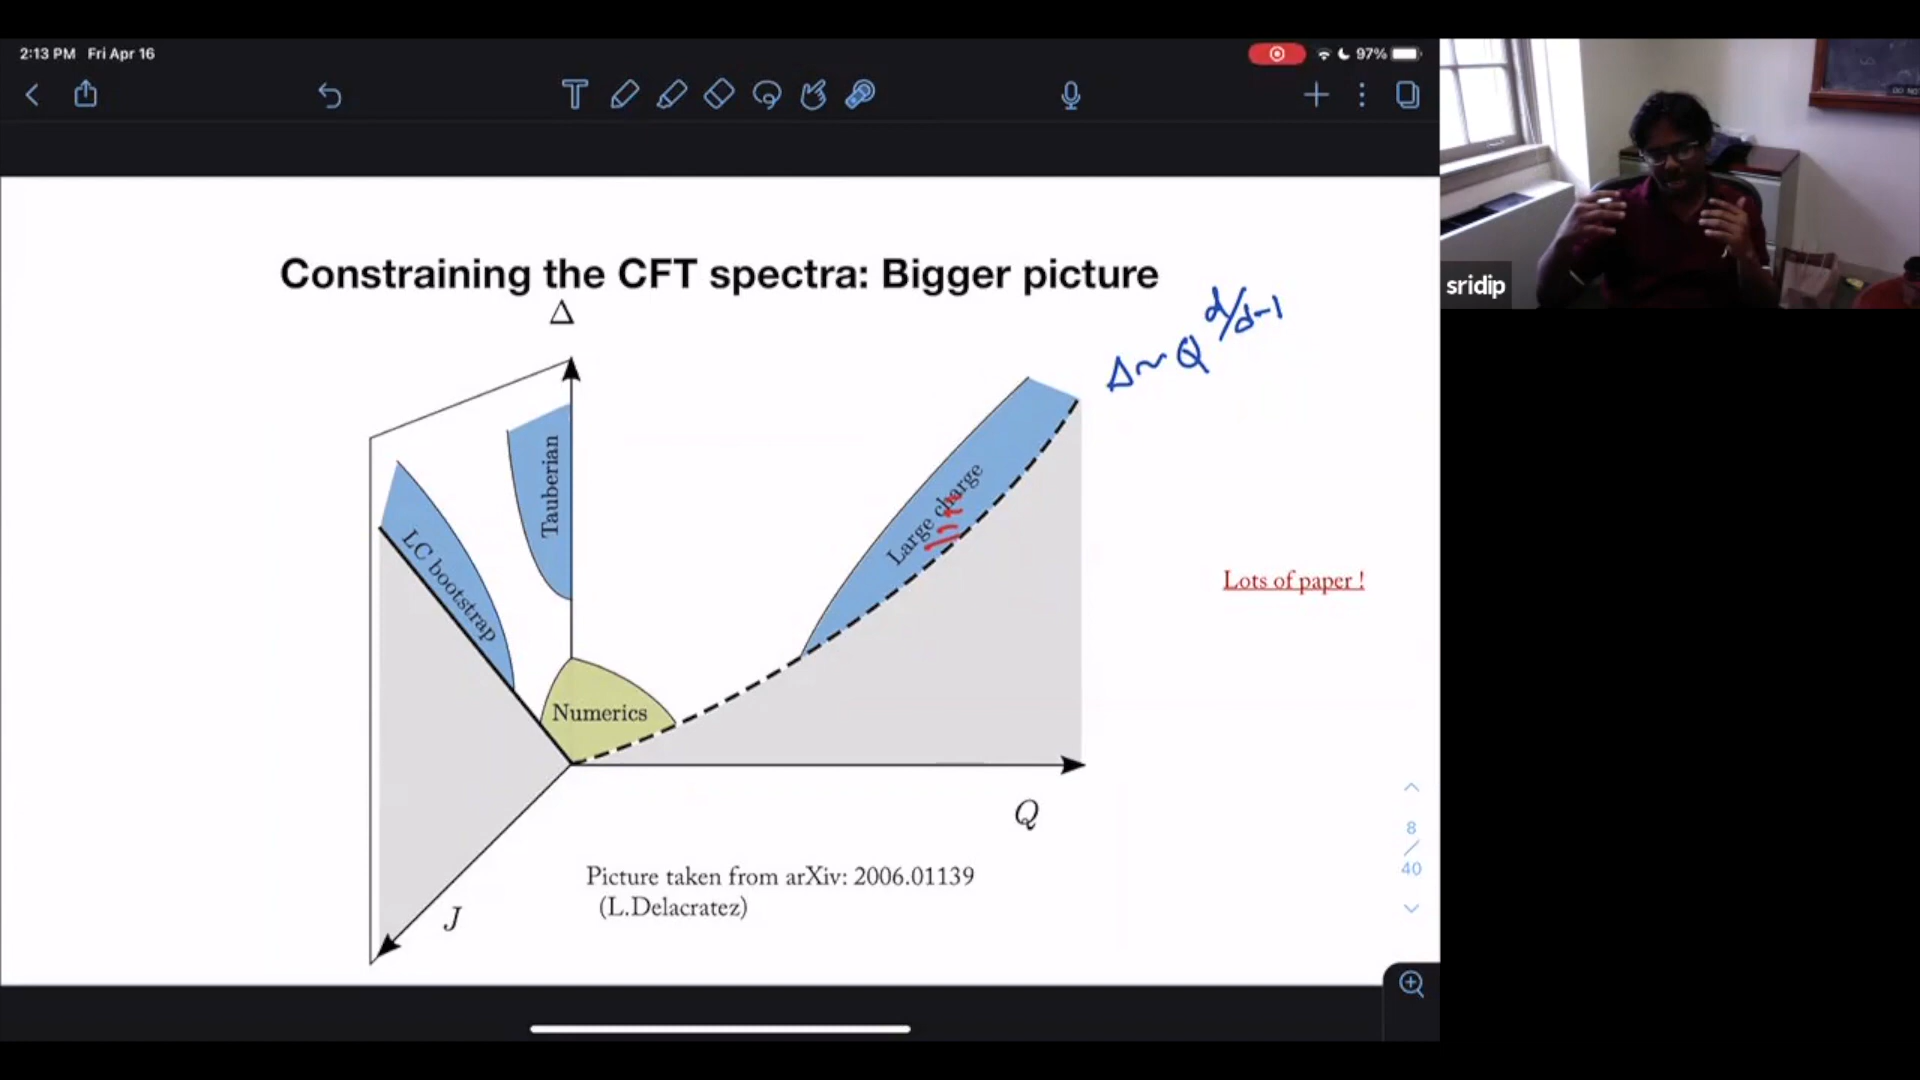 2:13 PM Fri Apr 16
97%
sridip
Constraining the CFT spectra: Bigger picture
Δ
Δ ~ Q^{d/d-1}
Tauberian
LC bootstrap
Large charge
Numerics
Lots of paper !
Q
J
Picture taken from arXiv: 2006.01139
(L.Delacratez)
8
/
40